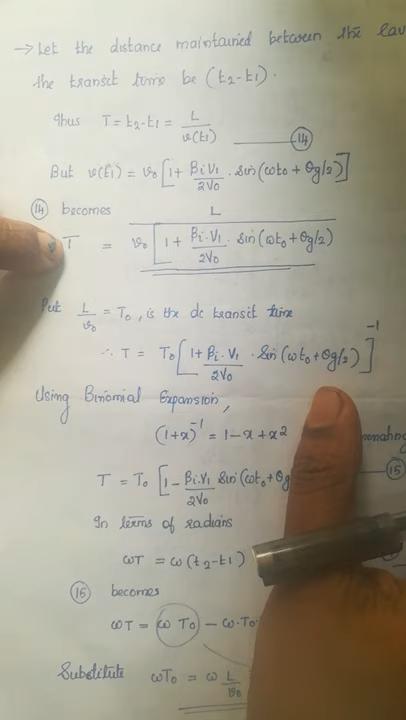 → Let the distance maintained between the
the transit time be (t2-t1).
Thus T = t2-t1 = L / v(t1) —— (14)
But v(t1) = v0 [1 + βi V1 / 2V0 . sin(ωt0 + θg/2)]
(14) becomes
T = L / v0 [1 + βi.V1 / 2V0 . sin(ωt0 + θg/2)
Put L / v0 = T0, is the dc transit time
∴ T = T0 [1 + βi.V1 / 2V0 . sin(ωt0 + θg/2)]^-1
Using Binomial Expansion,
(1+x)^-1 = 1-x+x2
T = T0 [1 - βi.V1 / 2V0 sin(ωt0 + θg —— (15)
In terms of radians
ωT = ω(t2-t1)
(15) becomes
ωT = ω T0 - ω.T0.
Substitute ωT0 = ω L / v0